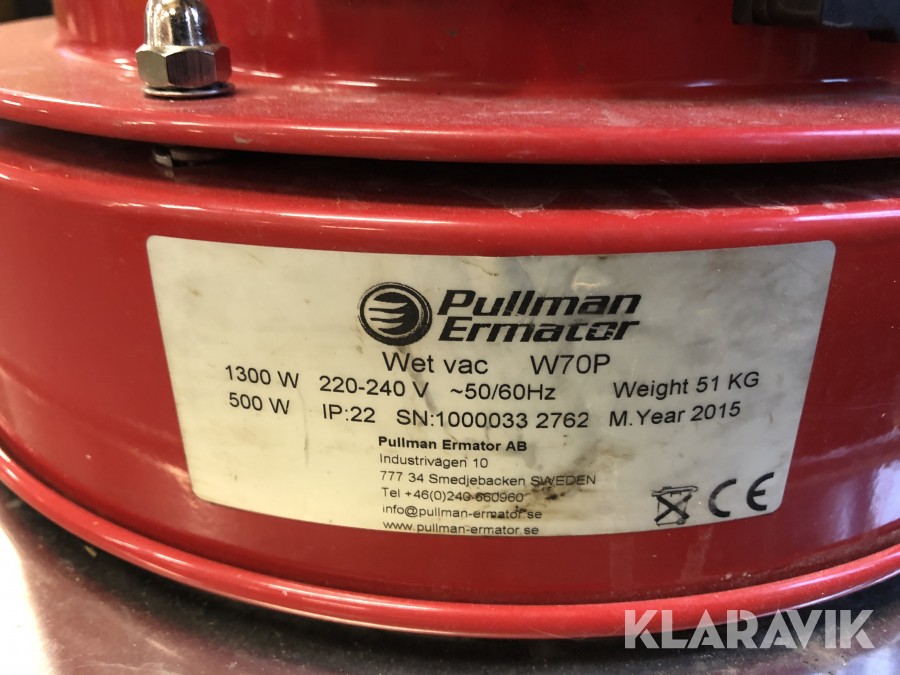 Pullman
Ermator
Wet vac W70P
1300 W 220-240 V ~50/60Hz Weight 51 KG
500 W IP:22 SN:1000033 2762 M.Year 2015
Pullman Ermator AB
Industrivägen 10
777 34 Smedjebacken SWEDEN
Tel +46(0)240 660960
info@pullman-ermator.se
www.pullman-ermator.se
CE
KLARAVIK